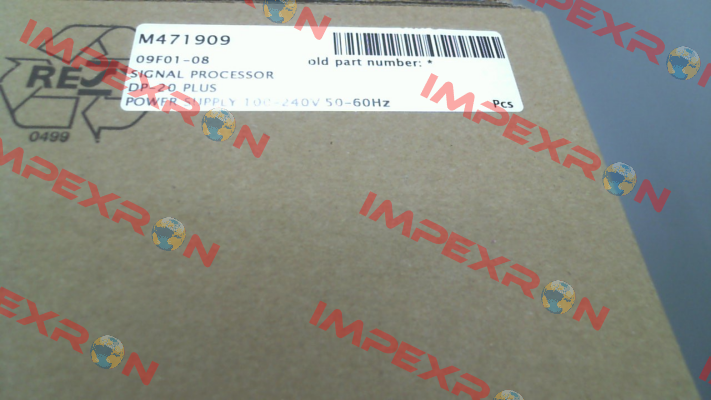 M471909
09F01-08
old part number: *
SIGNAL PROCESSOR
DP-20 PLUS
POWER SUPPLY 100-240V 50-60Hz
Pcs
RESY
0499
IMPEXRON
IMPEXRON
IMPEXRON
IMPEXRON
IMPEXRON
IMPEXRON
IMPEXRON